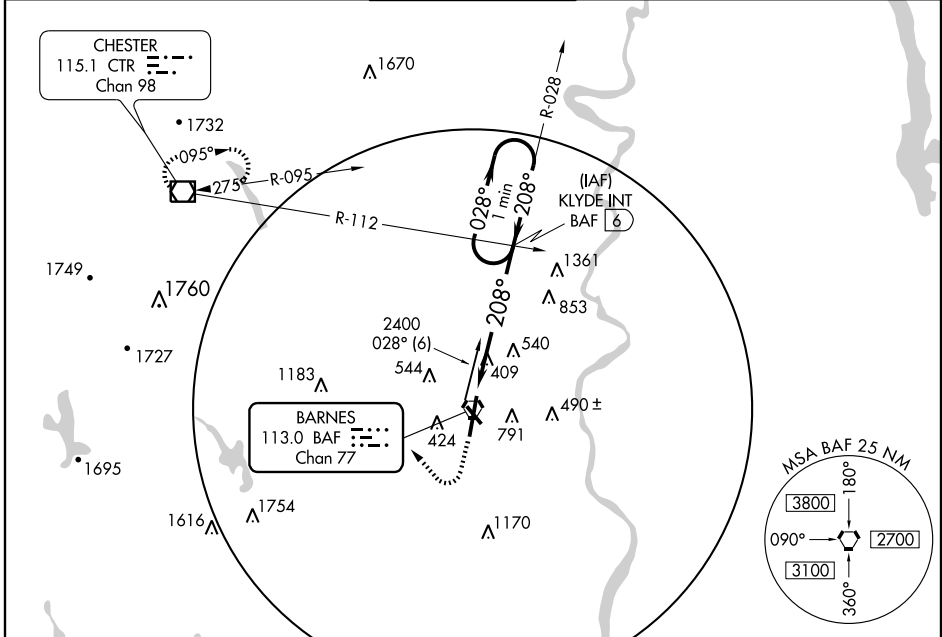 CHESTER
115.1 CTR
Chan 98
1670
R-028
1732
095°
275°
R-095
R-112
028°
1 min
208°
(IAF)
KLYDE INT
BAF 6
1749
1760
1361
853
208°
2400
028° (6)
1727
540
409
544
1183
BARNES
113.0 BAF
Chan 77
424
791
490 ±
1695
1616
1754
1170
MSA BAF 25 NM
180°
3800
090°
2700
3100
360°